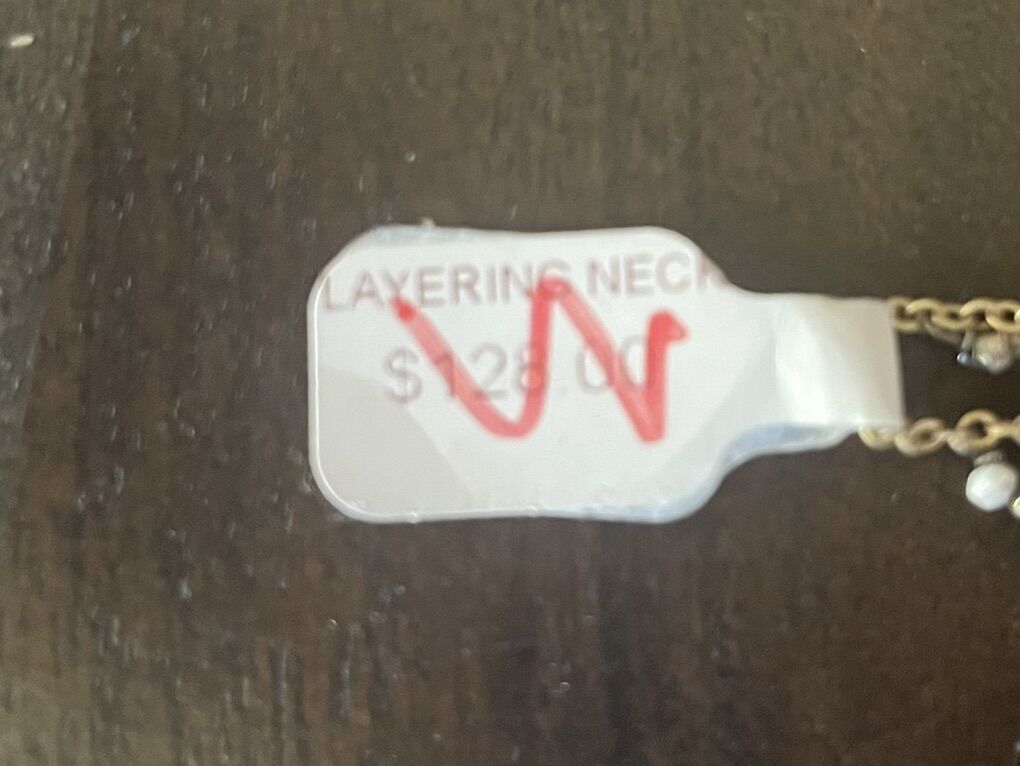 LAYERING NECK
$128.00